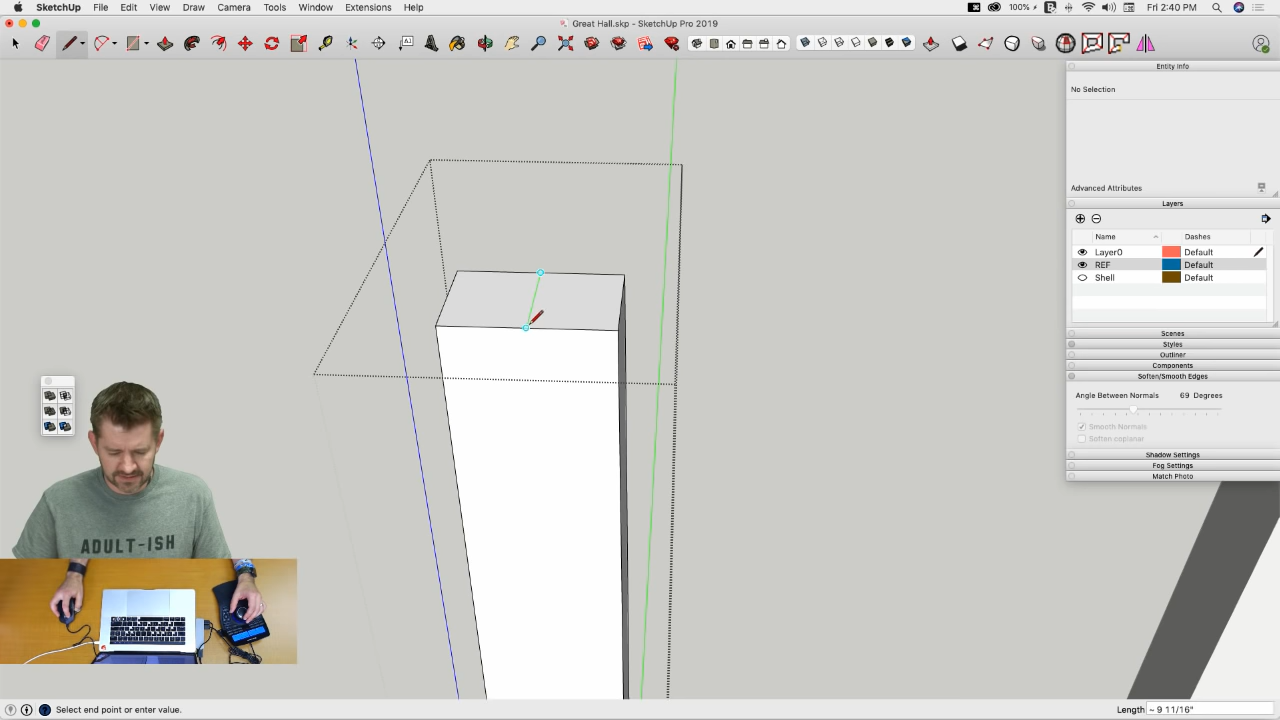 SketchUp File Edit View Draw Camera Tools Window Extensions Help 100% Fri 2:40 PM
Great Hall.skp - SketchUp Pro 2019
Entity Info
No Selection
Advanced Attributes
Layers
Name Dashes
Layer0 Default
REF Default
Shell Default
Scenes
Styles
Outliner
Components
Soften/Smooth Edges
Angle Between Normals 69 Degrees
Smooth Normals
Soften coplanar
Shadow Settings
Fog Settings
Match Photo
ADULT-ISH
Select end point or enter value. Length ~ 9 11/16"